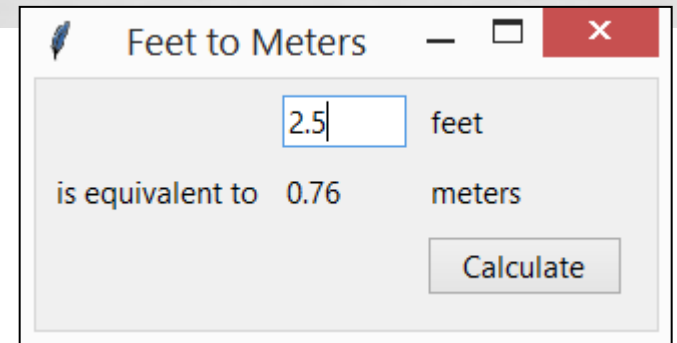 Feet to Meters
2.5 feet
is equivalent to 0.76 meters
Calculate